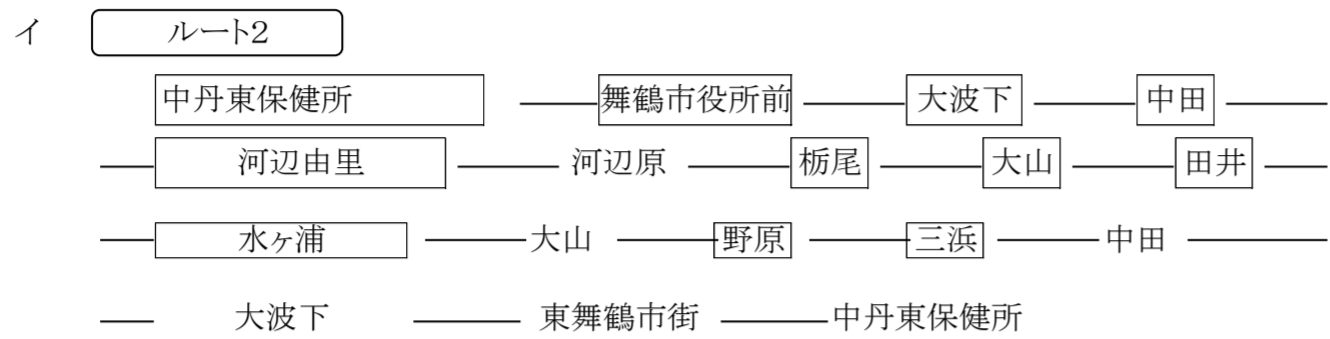 イ ルート2
中丹東保健所 舞鶴市役所前 大波下 中田
河辺由里 河辺原 栃尾 大山 田井
水ヶ浦 大山 野原 三浜 中田
大波下 東舞鶴市街 中丹東保健所